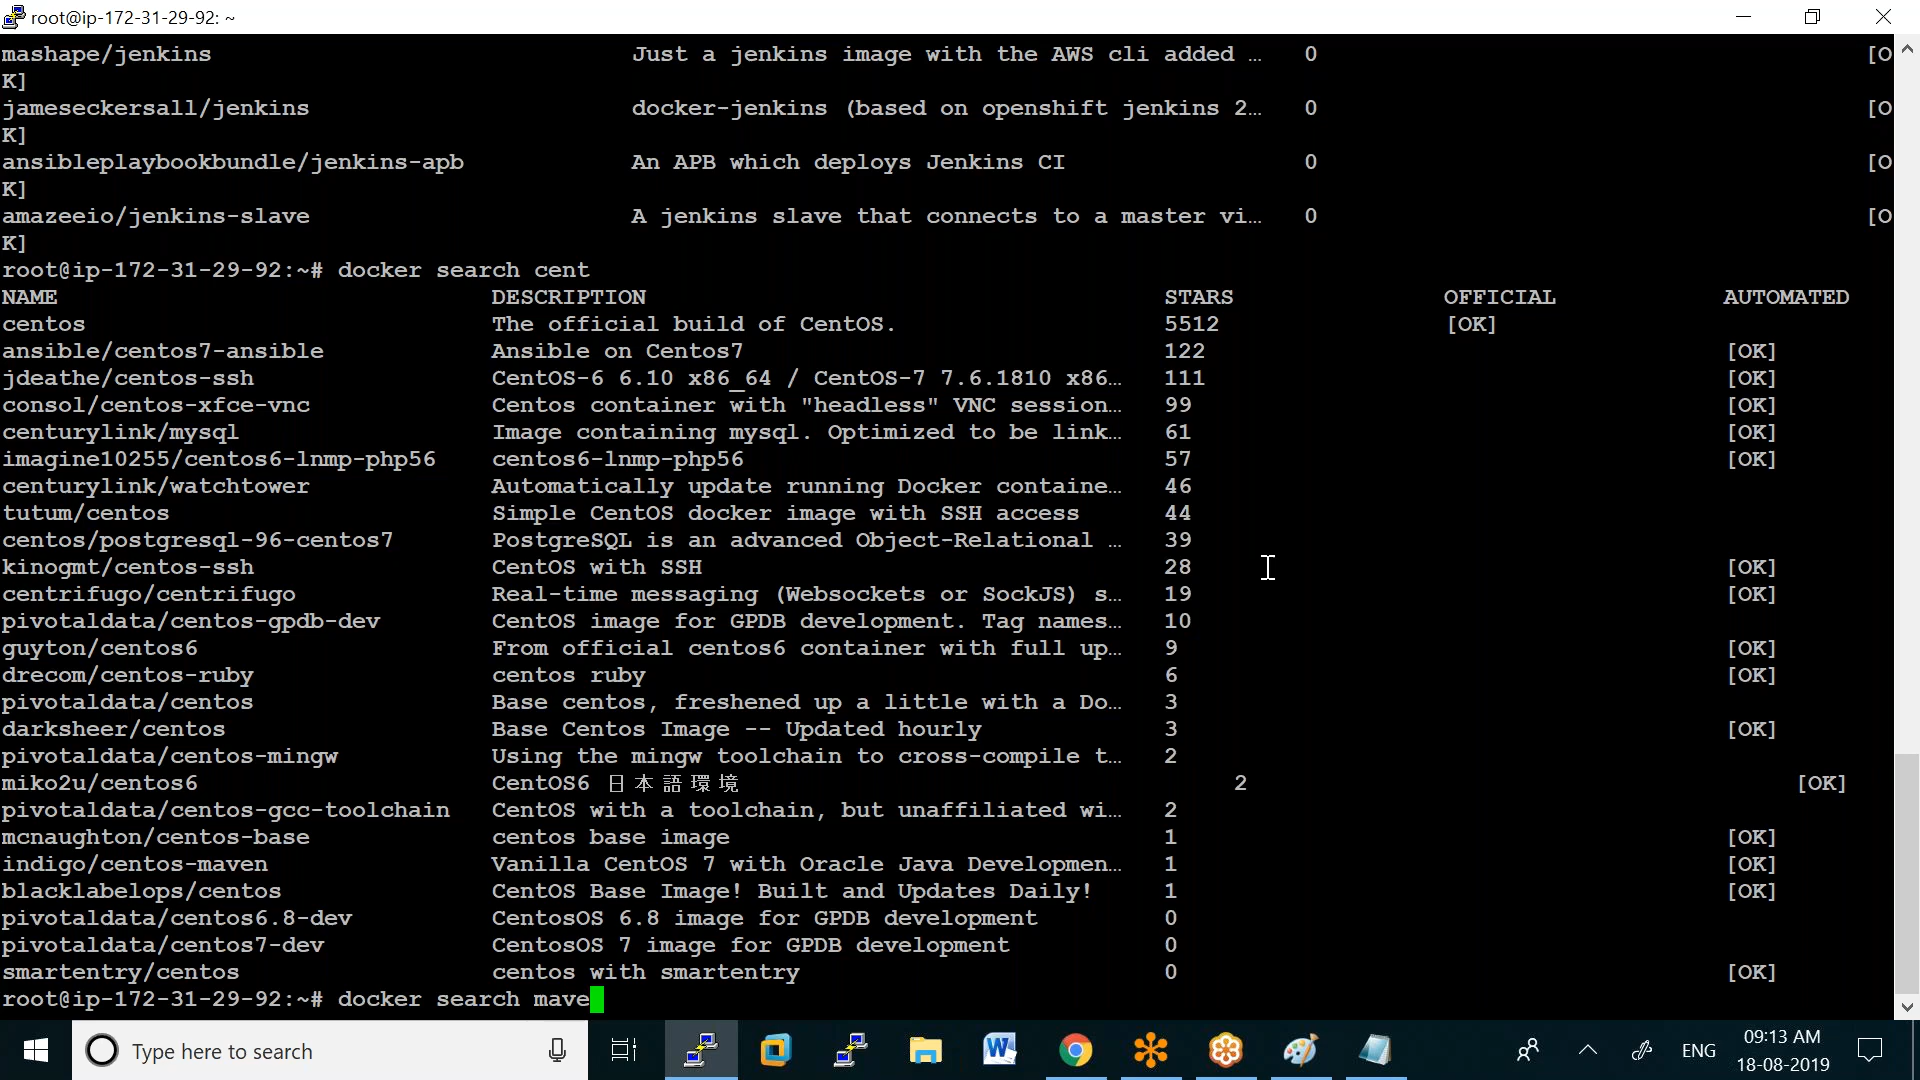 root@ip-172-31-29-92: ~
mashape/jenkins Just a jenkins image with the AWS cli added … 0 [O
K]
jameseckersall/jenkins docker-jenkins (based on openshift jenkins 2… 0 [O
K]
ansibleplaybookbundle/jenkins-apb An APB which deploys Jenkins CI 0 [O
K]
amazeeio/jenkins-slave A jenkins slave that connects to a master vi… 0 [O
K]
root@ip-172-31-29-92:~# docker search cent
NAME DESCRIPTION STARS OFFICIAL AUTOMATED
centos The official build of CentOS. 5512 [OK]
ansible/centos7-ansible Ansible on Centos7 122 [OK]
jdeathe/centos-ssh CentOS-6 6.10 x86_64 / CentOS-7 7.6.1810 x86… 111 [OK]
consol/centos-xfce-vnc Centos container with "headless" VNC session… 99 [OK]
centurylink/mysql Image containing mysql. Optimized to be link… 61 [OK]
imagine10255/centos6-lnmp-php56 centos6-lnmp-php56 57 [OK]
centurylink/watchtower Automatically update running Docker containe… 46
tutum/centos Simple CentOS docker image with SSH access 44
centos/postgresql-96-centos7 PostgreSQL is an advanced Object-Relational … 39
kinogmt/centos-ssh CentOS with SSH 28 [OK]
centrifugo/centrifugo Real-time messaging (Websockets or SockJS) s… 19 [OK]
pivotaldata/centos-gpdb-dev CentOS image for GPDB development. Tag names… 10
guyton/centos6 From official centos6 container with full up… 9 [OK]
drecom/centos-ruby centos ruby 6 [OK]
pivotaldata/centos Base centos, freshened up a little with a Do… 3
darksheer/centos Base Centos Image -- Updated hourly 3 [OK]
pivotaldata/centos-mingw Using the mingw toolchain to cross-compile t… 2
miko2u/centos6 CentOS6 日本語環境 2 [OK]
pivotaldata/centos-gcc-toolchain CentOS with a toolchain, but unaffiliated wi… 2
mcnaughton/centos-base centos base image 1 [OK]
indigo/centos-maven Vanilla CentOS 7 with Oracle Java Developmen… 1 [OK]
blacklabelops/centos CentOS Base Image! Built and Updates Daily! 1 [OK]
pivotaldata/centos6.8-dev CentosOS 6.8 image for GPDB development 0
pivotaldata/centos7-dev CentosOS 7 image for GPDB development 0
smartentry/centos centos with smartentry 0 [OK]
root@ip-172-31-29-92:~# docker search mave
Type here to search
ENG
09:13 AM
18-08-2019